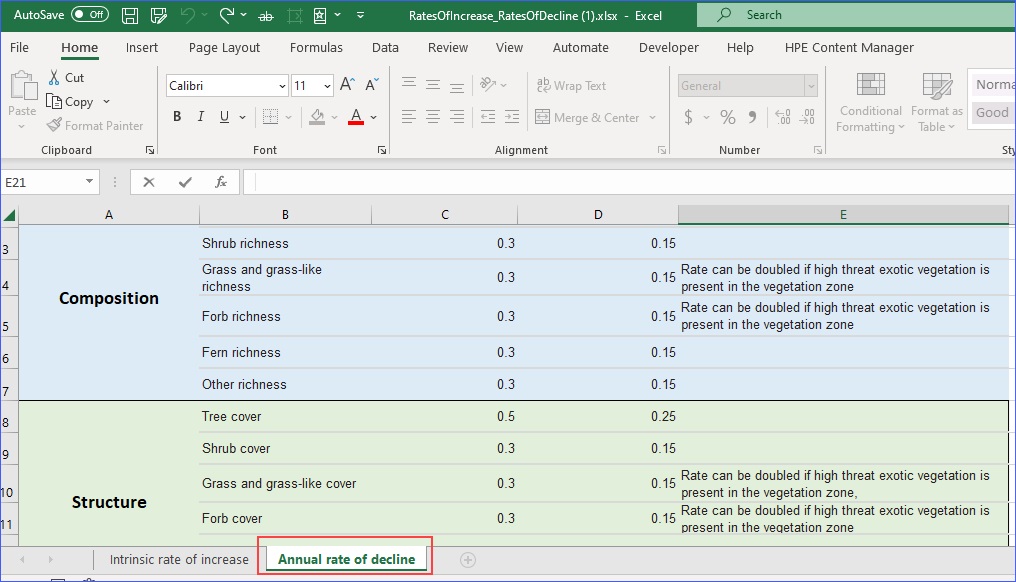 AutoSave Off ab RatesOfIncrease_RatesOfDecline (1).xlsx - Excel Search
File Home Insert Page Layout Formulas Data Review View Automate Developer Help HPE Content Manager
Paste
Cut
Copy
Format Painter
Clipboard
Calibri 11 A A
B I U A
Font
ab Wrap Text
Merge & Center
Alignment
General
$ % 9 .00 .00
Number
Conditional Formatting
Format as Table
Norma
Good
Sty
E21 fx
A B C D E
3 Shrub richness 0.3 0.15
4 Grass and grass-like richness 0.3 0.15 Rate can be doubled if high threat exotic vegetation is
present in the vegetation zone
Composition
5 Forb richness 0.3 0.15 Rate can be doubled if high threat exotic vegetation is
present in the vegetation zone
6 Fern richness 0.3 0.15
7 Other richness 0.3 0.15
8 Tree cover 0.5 0.25
9 Shrub cover 0.3 0.15
10 Grass and grass-like cover 0.3 0.15 Rate can be doubled if high threat exotic vegetation is
present in the vegetation zone,
Structure
11 Forb cover 0.3 0.15 Rate can be doubled if high threat exotic vegetation is
present in the vegetation zone
Intrinsic rate of increase Annual rate of decline